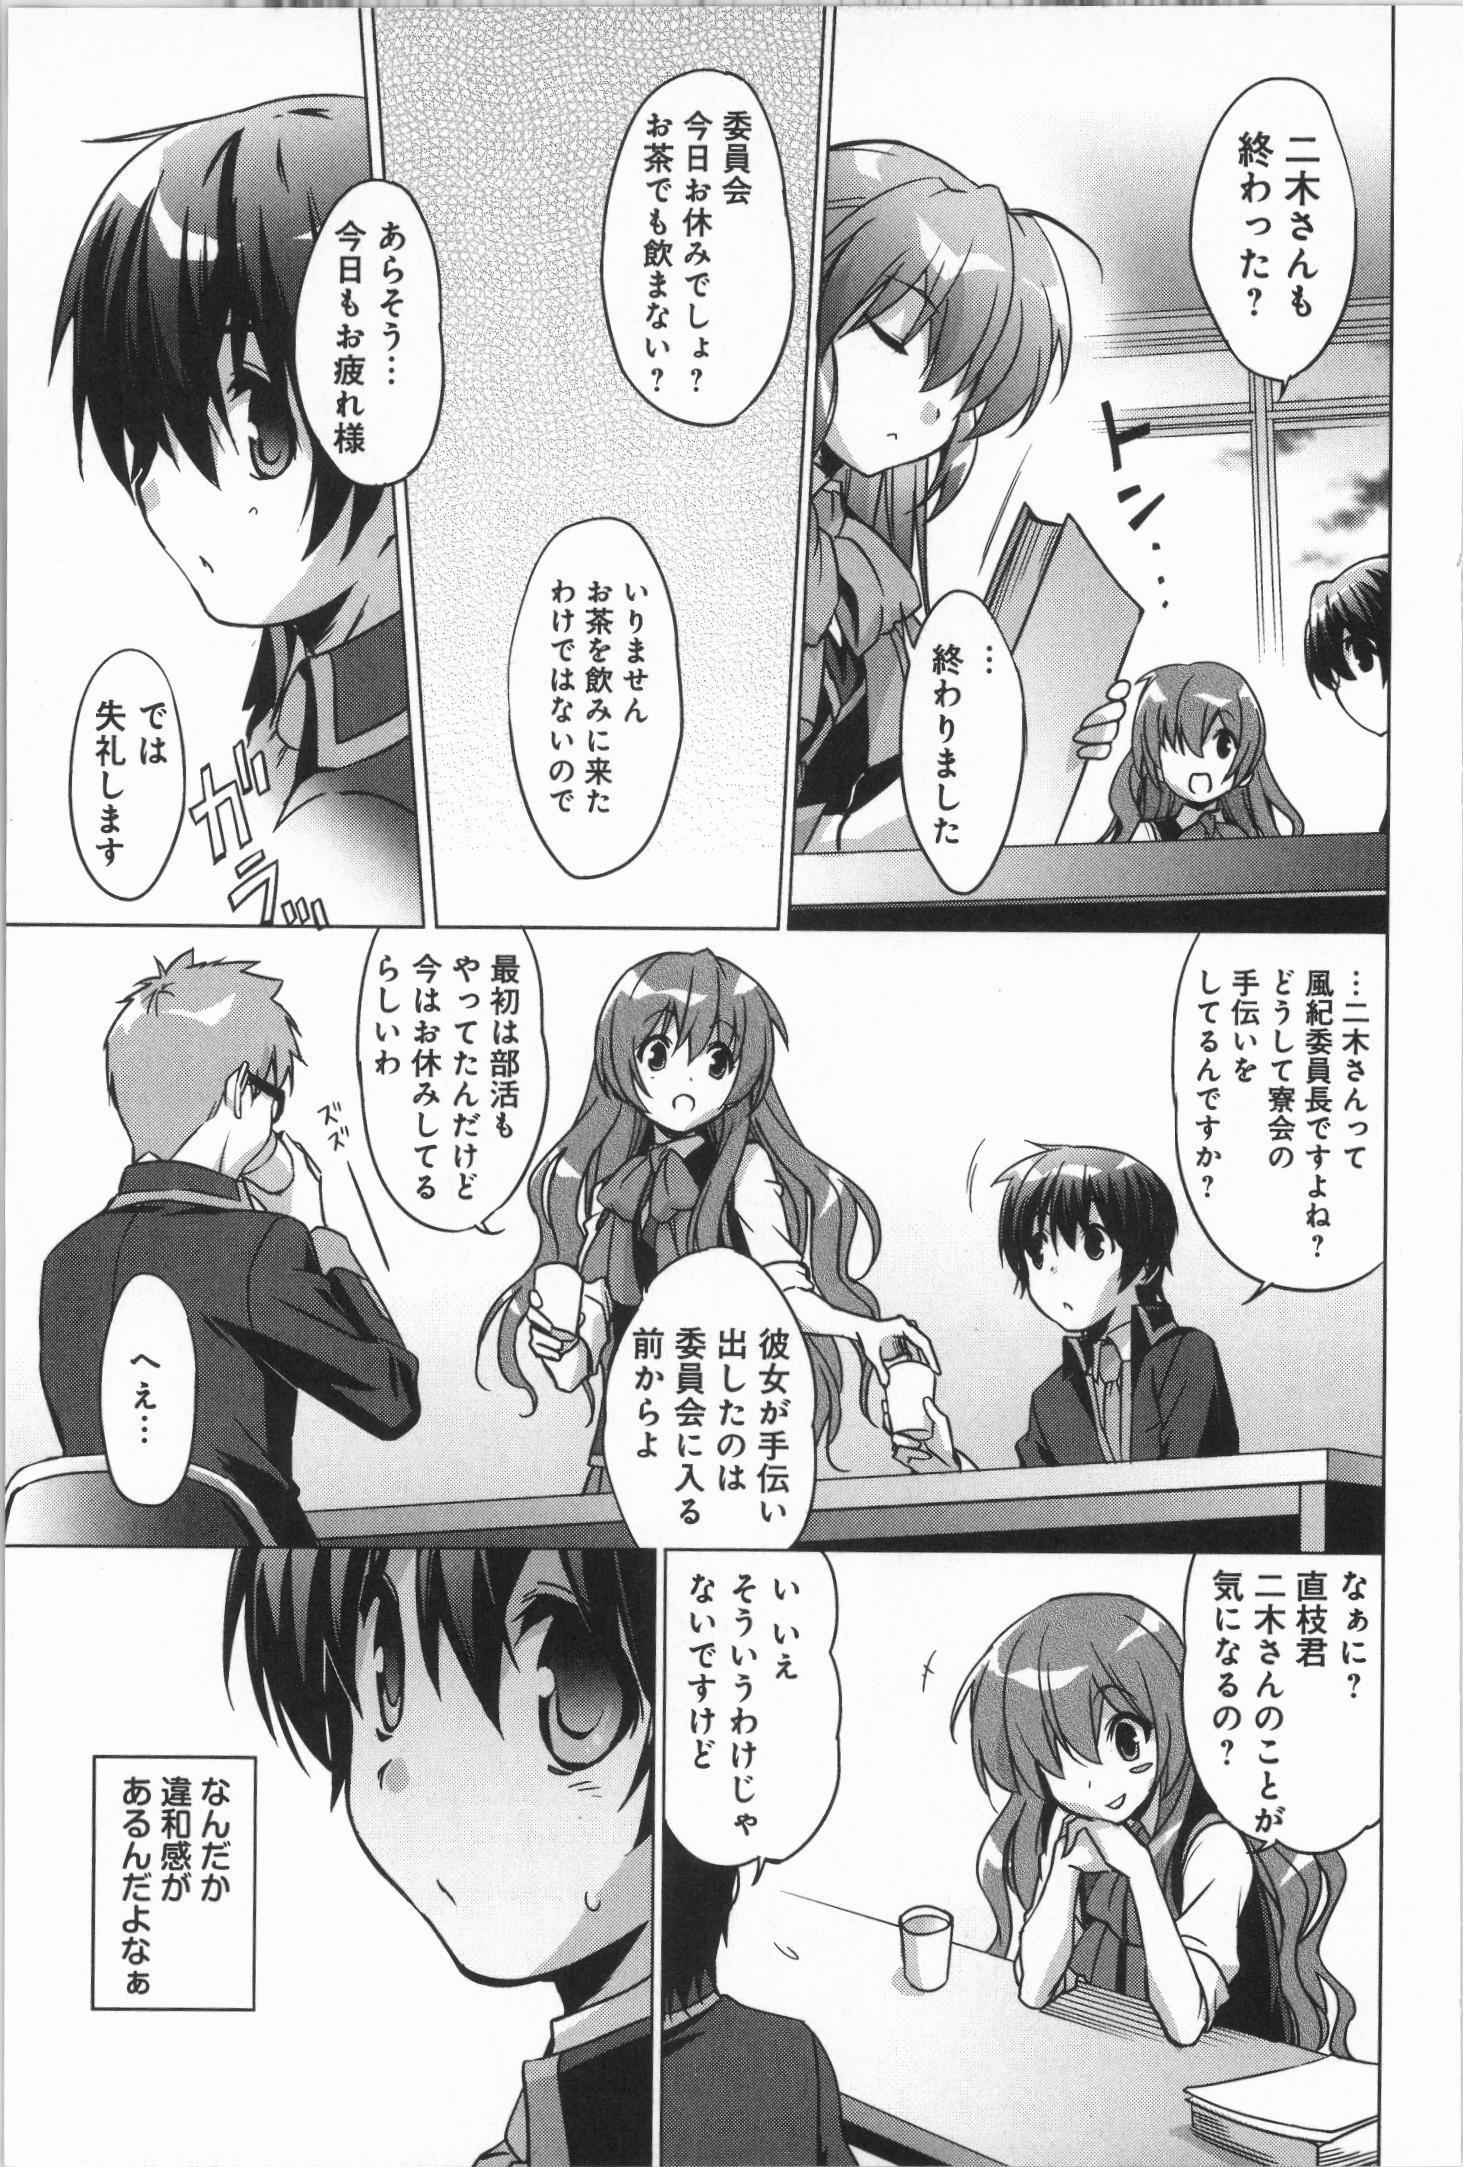 二木さんも
終わった？
トン…
…
終わりました
委員会
今日お休みでしょ？
お茶でも飲まない？
いりません
お茶を飲みに来た
わけではないので
あらそう…
今日もお疲れ様
では
失礼します
ガラッ…
…二木さんって
風紀委員長ですよね？
どうして寮会の
手伝いを
してるんですか？
彼女が手伝い
出したのは
委員会に入る
前からよ
最初は部活も
やってたんだけど
今はお休みしてる
らしいわ
ズズ
へぇ…
なぁに？
直枝君
二木さんのことが
気になるの？
いいえ
そういうわけじゃ
ないですけど
なんだか
違和感が
あるんだよなぁ